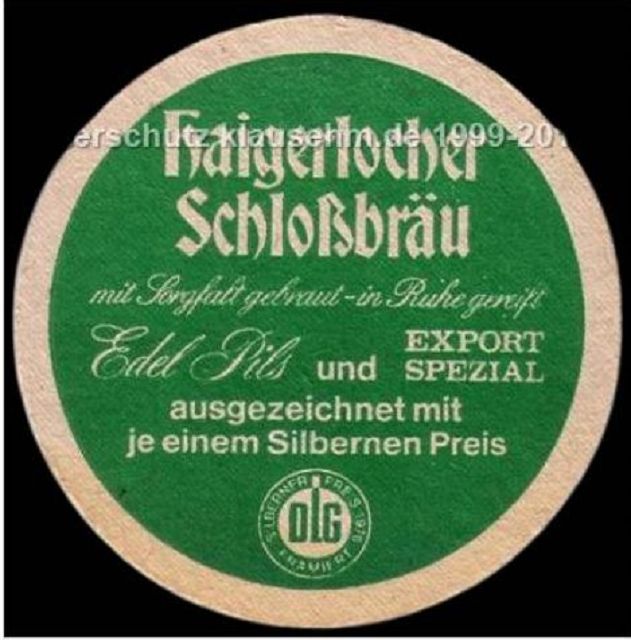 erschutz-klausehm.de 1999-20
Haigerlocher
Schloßbräu
mit Sorgfalt gebraut - in Ruhe gereift
Edel Pils und EXPORT SPEZIAL
ausgezeichnet mit
je einem Silbernen Preis
SILBERNER PREIS 1978
DLG
PRÄMIERT